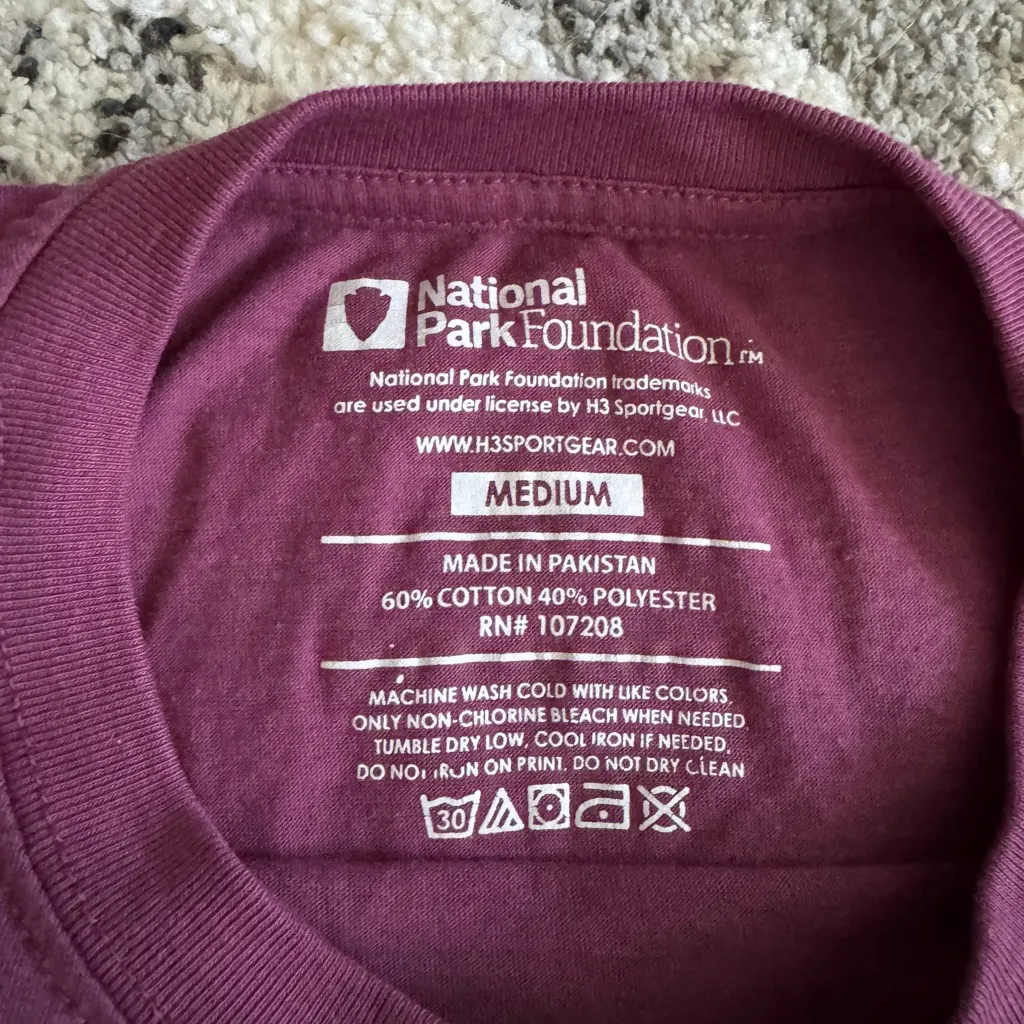 National
Park Foundation™
National Park Foundation trademarks
are used under license by H3 Sportgear, LLC
WWW.H3SPORTGEAR.COM
MEDIUM
MADE IN PAKISTAN
60% COTTON 40% POLYESTER
RN# 107208
MACHINE WASH COLD WITH LIKE COLORS,
ONLY NON-CHLORINE BLEACH WHEN NEEDED,
TUMBLE DRY LOW, COOL IRON IF NEEDED,
DO NOT IRON ON PRINT, DO NOT DRY CLEAN
30